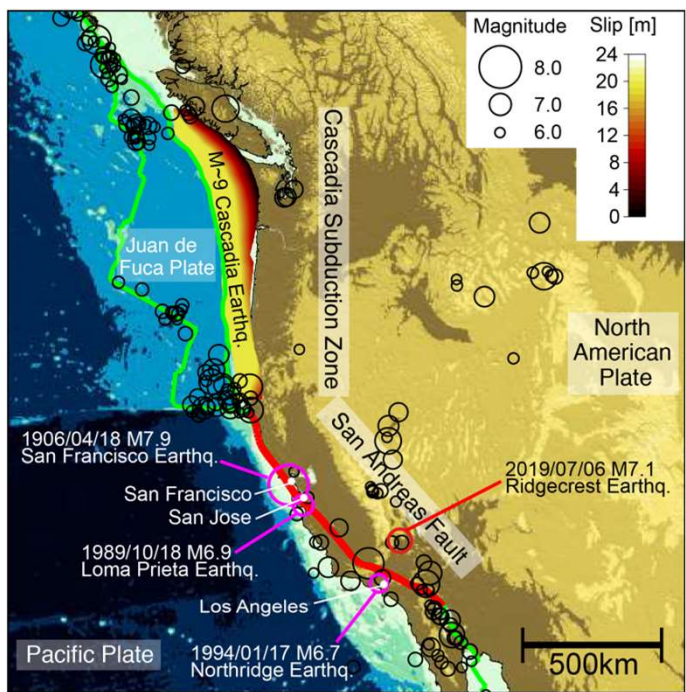 Magnitude
8.0
7.0
6.0
Slip [m]
24
20
16
12
8
4
0
Cascadia Subduction Zone
M~9 Cascadia Earthq.
Juan de
Fuca Plate
North
American
Plate
San Andreas Fault
1906/04/18 M7.9
San Francisco Earthq.
2019/07/06 M7.1
Ridgecrest Earthq.
San Francisco
San Jose
1989/10/18 M6.9
Loma Prieta Earthq.
Los Angeles
1994/01/17 M6.7
Northridge Earthq.
Pacific Plate
500km